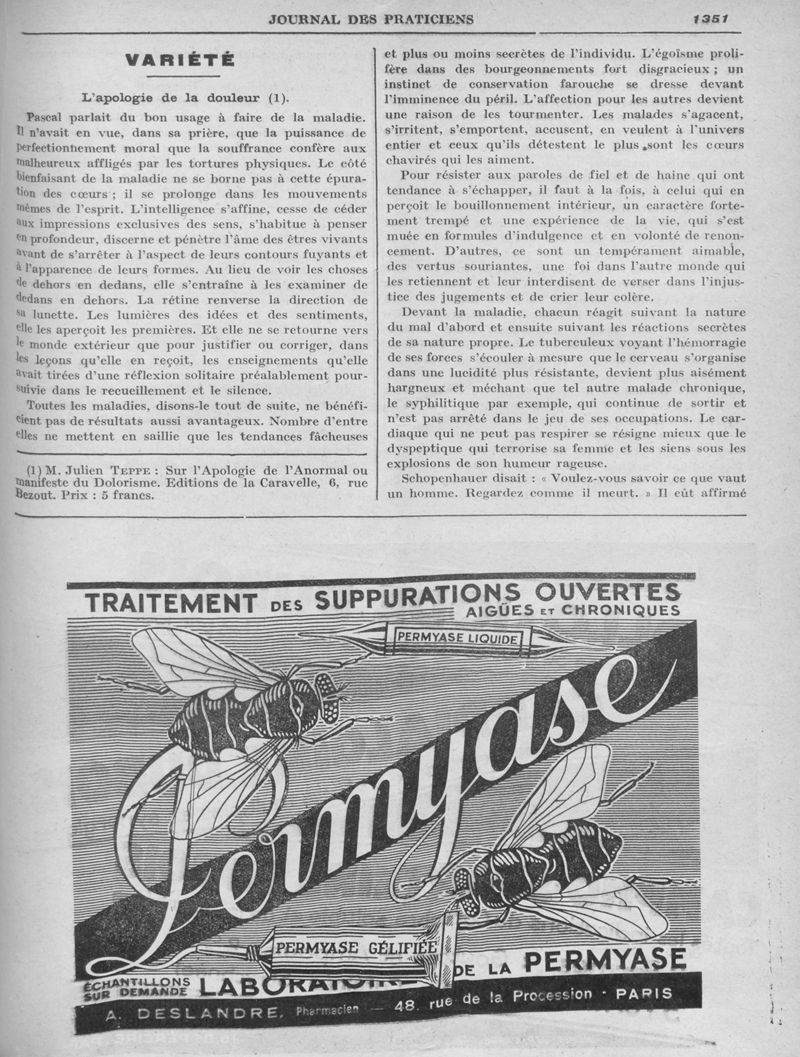 JOURNAL DES PRATICIENS 1351
VARIÉTÉ
L'apologie de la douleur (1).
Pascal parlait du bon usage à faire de la maladie.
Il n'avait en vue, dans sa prière, que la puissance de
perfectionnement moral que la souffrance confère aux
malheureux affligés par les tortures physiques. Le côté
bienfaisant de la maladie ne se borne pas à cette épura-
tion des cœurs ; il se prolonge dans les mouvements
mêmes de l'esprit. L'intelligence s'affine, cesse de céder
aux impressions exclusives des sens, s'habitue à penser
en profondeur, discerne et pénètre l'âme des êtres vivants
avant de s'arrêter à l'aspect de leurs contours fuyants et
à l'apparence de leurs formes. Au lieu de voir les choses
de dehors en dedans, elle s'entraîne à les examiner de
dedans en dehors. La rétine renverse la direction de
sa lunette. Les lumières des idées et des sentiments,
elle les aperçoit les premières. Et elle ne se retourne vers
le monde extérieur que pour justifier ou corriger, dans
les leçons qu'elle en reçoit, les enseignements qu'elle
avait tirées d'une réflexion solitaire préalablement pour-
suivie dans le recueillement et le silence.
Toutes les maladies, disons-le tout de suite, ne bénéfi-
cient pas de résultats aussi avantageux. Nombre d'entre
elles ne mettent en saillie que les tendances fâcheuses
(1) M. Julien TEPPE : Sur l'Apologie de l'Anormal ou
manifeste du Dolorisme. Editions de la Caravelle, 6, rue
Bezout. Prix : 5 francs.
et plus ou moins secrètes de l'individu. L'égoïsme proli-
fère dans des bourgeonnements fort disgracieux ; un
instinct de conservation farouche se dresse devant
l'imminence du péril. L'affection pour les autres devient
une raison de les tourmenter. Les malades s'agacent,
s'irritent, s'emportent, accusent, en veulent à l'univers
entier et ceux qu'ils détestent le plus sont les cœurs
chavirés qui les aiment.
Pour résister aux paroles de fiel et de haine qui ont
tendance à s'échapper, il faut à la fois, à celui qui en
perçoit le bouillonnement intérieur, un caractère forte-
ment trempé et une expérience de la vie, qui s'est
muée en formules d'indulgence et en volonté de renon-
cement. D'autres, ce sont un tempérament aimable,
des vertus souriantes, une foi dans l'autre monde qui
les retiennent et leur interdisent de verser dans l'injus-
tice des jugements et de crier leur colère.
Devant la maladie, chacun réagit suivant la nature
du mal d'abord et ensuite suivant les réactions secrètes
de sa nature propre. Le tuberculeux voyant l'hémorragie
de ses forces s'écouler à mesure que le cerveau s'organise
dans une lucidité plus résistante, devient plus aisément
hargneux et méchant que tel autre malade chronique,
le syphilitique par exemple, qui continue de sortir et
n'est pas arrêté dans le jeu de ses occupations. Le car-
diaque qui ne peut pas respirer se résigne mieux que le
dyspeptique qui terrorise sa femme et les siens sous les
explosions de son humeur rageuse.
Schopenhauer disait : « Voulez-vous savoir ce que vaut
un homme. Regardez comme il meurt. » Il eût affirmé
TRAITEMENT DES SUPPURATIONS OUVERTES
AIGÜES ET CHRONIQUES
PERMYASE LIQUIDE
Permyase
PERMYASE GÉLIFIÉE
ÉCHANTILLONS
SUR DEMANDE
LABORATOIRE DE LA PERMYASE
A. DESLANDRE, Pharmacien — 48, rue de la Procession - PARIS